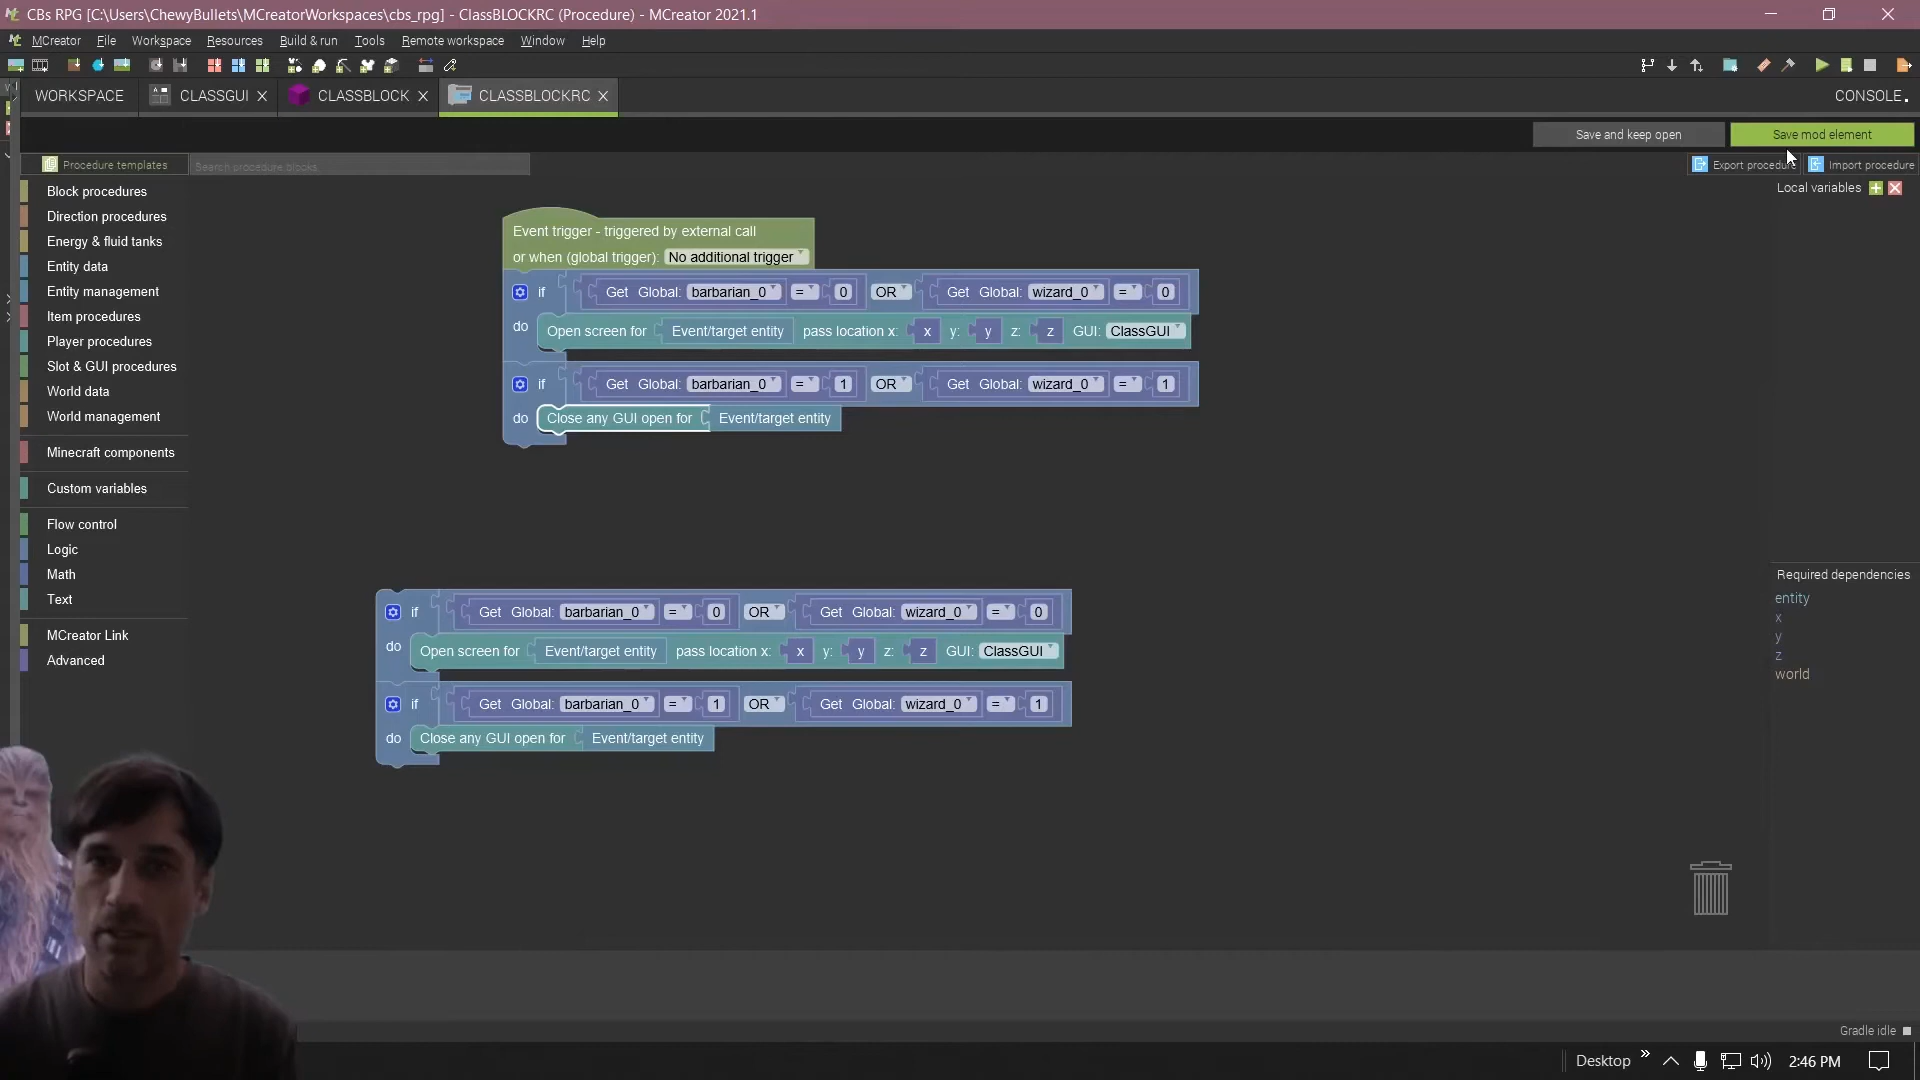 CBs RPG [C:\Users\ChewyBullets\MCreatorWorkspaces\cbs_rpg] - ClassBLOCKRC (Procedure) - MCreator 2021.1
MCreator File Workspace Resources Build & run Tools Remote workspace Window Help
WORKSPACE CLASSGUI CLASSBLOCK CLASSBLOCKRC CONSOLE
Save and keep open Save mod element
Procedure templates Search procedure blocks Export procedure Import procedure
Local variables
Block procedures
Direction procedures
Energy & fluid tanks
Entity data
Entity management
Item procedures
Player procedures
Slot & GUI procedures
World data
World management
Minecraft components
Custom variables
Flow control
Logic
Math
Text
MCreator Link
Advanced
Event trigger - triggered by external call
or when (global trigger): No additional trigger
if Get Global: barbarian_0 = 0 OR Get Global: wizard_0 = 0
do Open screen for Event/target entity pass location x: x y: y z: z GUI: ClassGUI
if Get Global: barbarian_0 = 1 OR Get Global: wizard_0 = 1
do Close any GUI open for Event/target entity
if Get Global: barbarian_0 = 0 OR Get Global: wizard_0 = 0
do Open screen for Event/target entity pass location x: x y: y z: z GUI: ClassGUI
if Get Global: barbarian_0 = 1 OR Get Global: wizard_0 = 1
do Close any GUI open for Event/target entity
Required dependencies
entity
x
y
z
world
Gradle idle
Desktop 2:46 PM